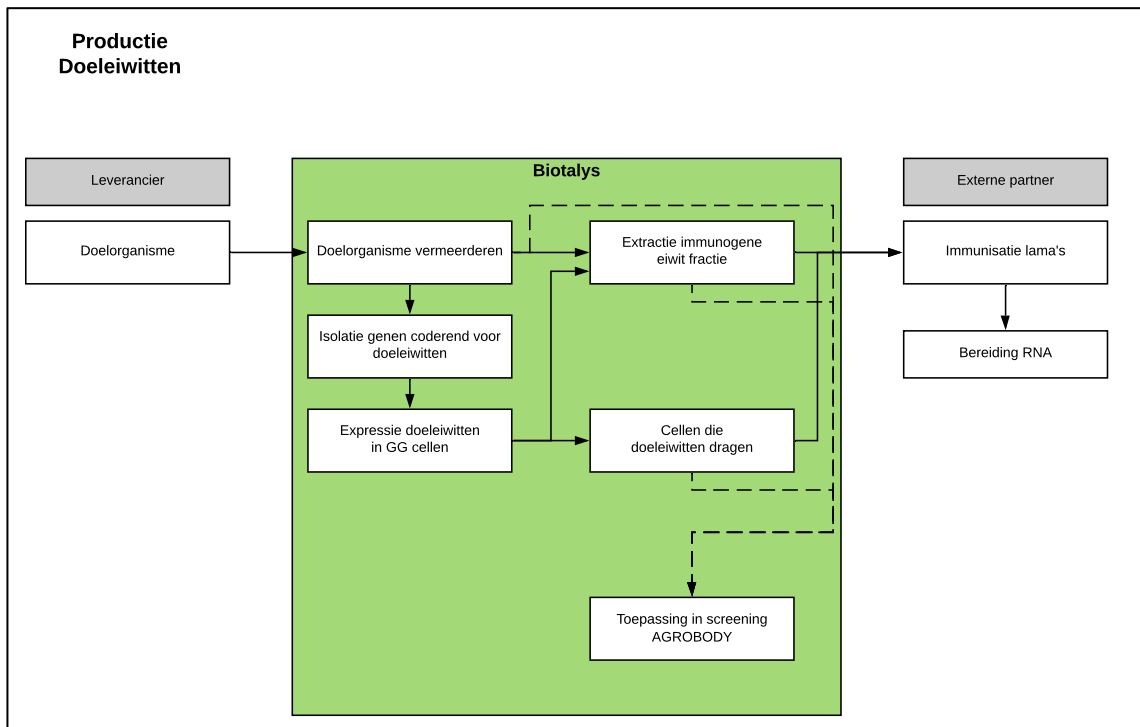 Productie
Doeleiwitten
Leverancier
Biotalys
Externe partner
Doelorganisme
Doelorganisme vermeerderen
Extractie immunogene
eiwit fractie
Immunisatie lama's
Isolatie genen coderend voor
doeleiwitten
Bereiding RNA
Expressie doeleiwitten
in GG cellen
Cellen die
doeleiwitten dragen
Toepassing in screening
AGROBODY